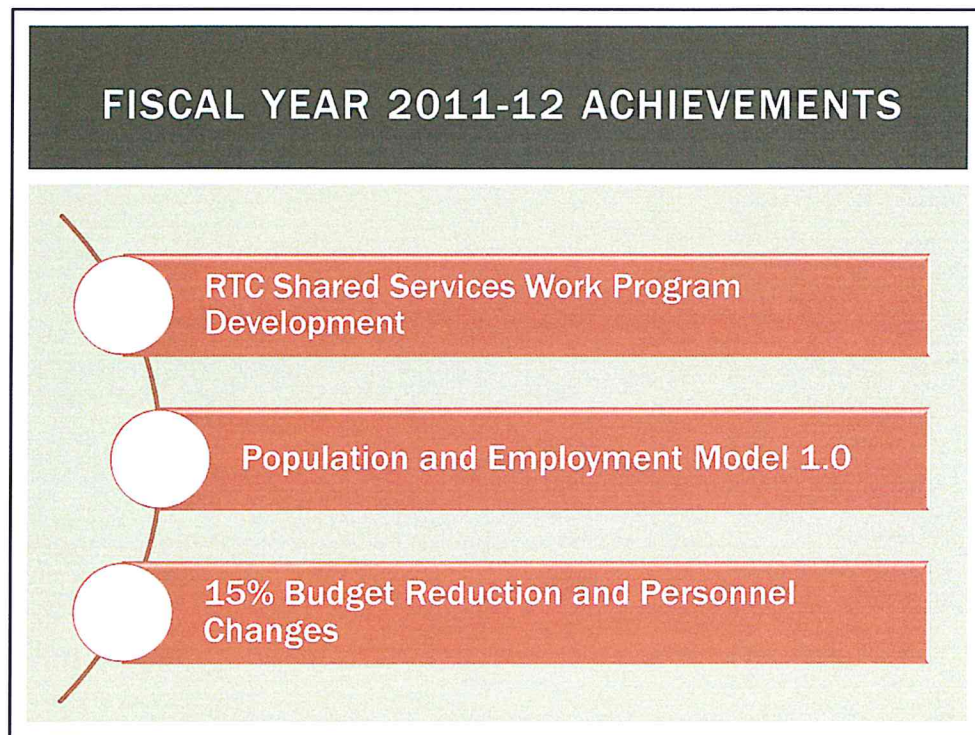 FISCAL YEAR 2011-12 ACHIEVEMENTS
RTC Shared Services Work Program
Development
Population and Employment Model 1.0
15% Budget Reduction and Personnel
Changes